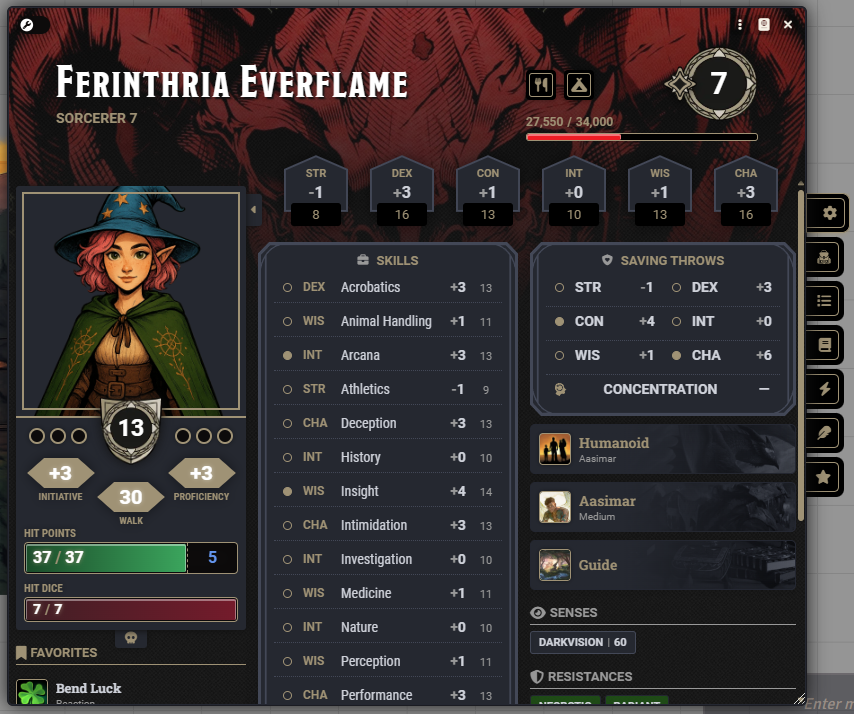 FERINTHRIA EVERFLAME
SORCERER 7
7
27,550 / 34,000
STR DEX CON INT WIS CHA
-1 +3 +1 +0 +1 +3
8 16 13 10 13 16
13
+3 +3
INITIATIVE PROFICIENCY
30
WALK
HIT POINTS
37 / 37 5
HIT DICE
7 / 7
FAVORITES
Bend Luck
Reaction
SKILLS
DEX Acrobatics +3 13
WIS Animal Handling +1 11
INT Arcana +3 13
STR Athletics -1 9
CHA Deception +3 13
INT History +0 10
WIS Insight +4 14
CHA Intimidation +3 13
INT Investigation +0 10
WIS Medicine +1 11
INT Nature +0 10
WIS Perception +1 11
CHA Performance +3 13
SAVING THROWS
STR -1 DEX +3
CON +4 INT +0
WIS +1 CHA +6
CONCENTRATION —
Humanoid
Aasimar
Aasimar
Medium
Guide
SENSES
DARKVISION | 60
RESISTANCES
NECROTIC RADIANT
Enter m